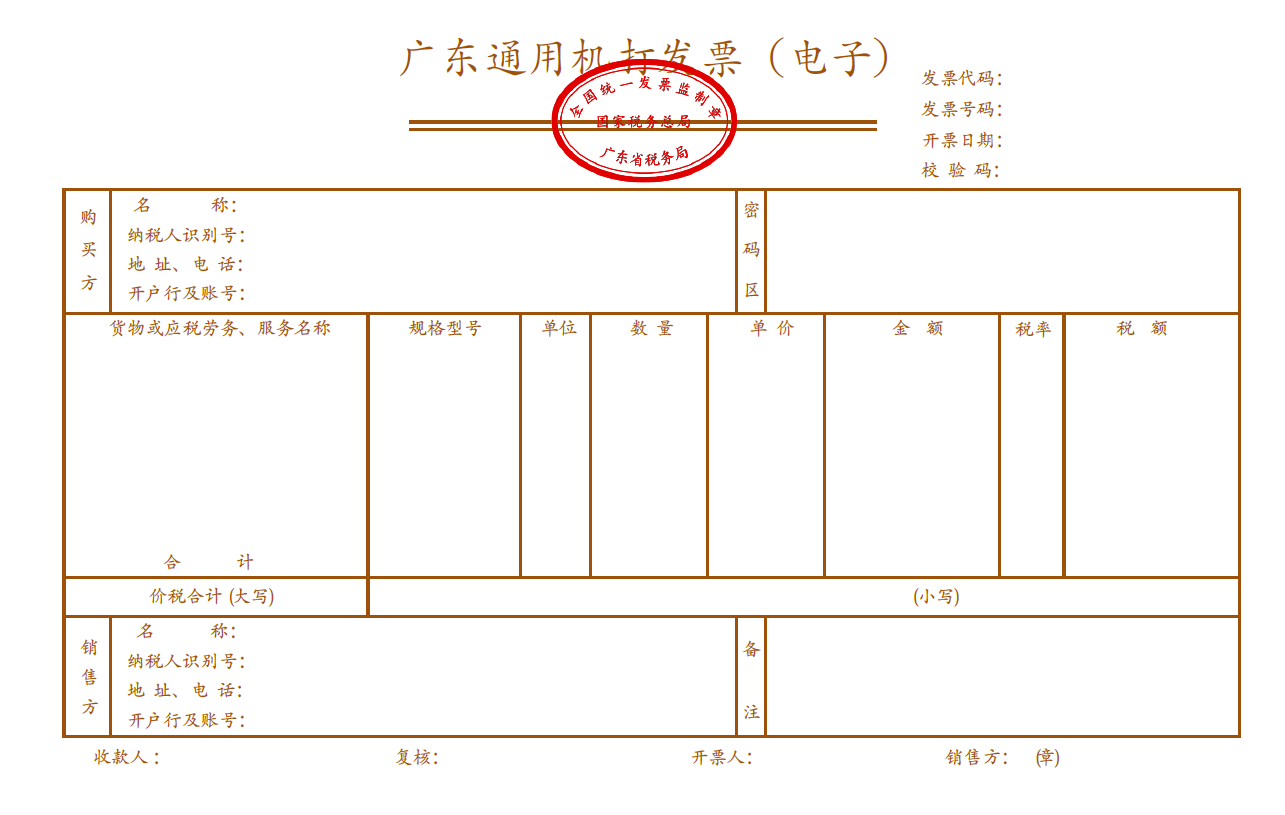 广东通用机打发票（电子）
全国统一发票监制章
国家税务总局
广东省税务局
发票代码：
发票号码：
开票日期：
校 验 码：
购买方
名 称：
纳税人识别号：
地 址、电 话：
开户行及账号：
密码区
货物或应税劳务、服务名称 规格型号 单位 数 量 单 价 金 额 税率 税 额
合 计
价税合计 (大写) (小写)
销售方
名 称：
纳税人识别号：
地 址、电 话：
开户行及账号：
备注
收款人： 复核： 开票人： 销售方： (章)